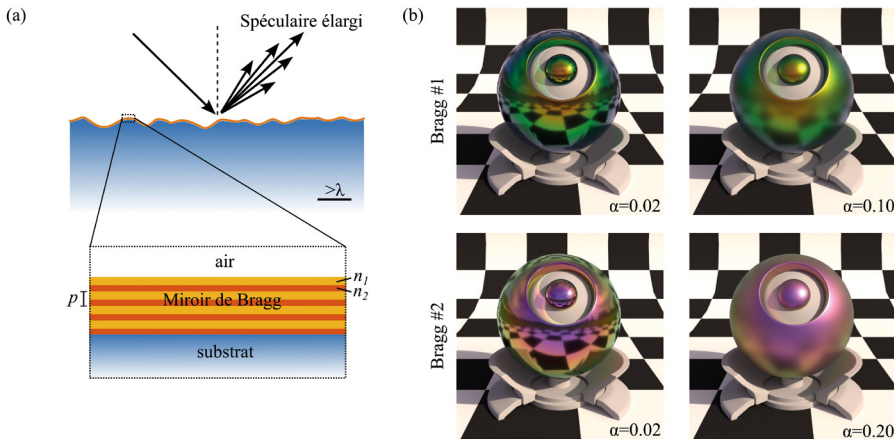 (a)
Spéculaire élargi
>λ
air
n1
n2
p
Miroir de Bragg
substrat
(b)
Bragg #1
α=0.02
α=0.10
Bragg #2
α=0.02
α=0.20